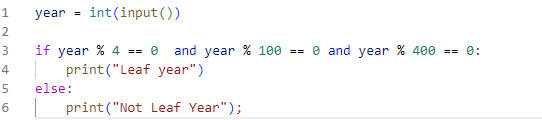 1 year = int(input())
2
3 if year % 4 == 0  and year % 100 == 0 and year % 400 == 0:
4     print("Leaf year")
5 else:
6     print("Not Leaf Year");